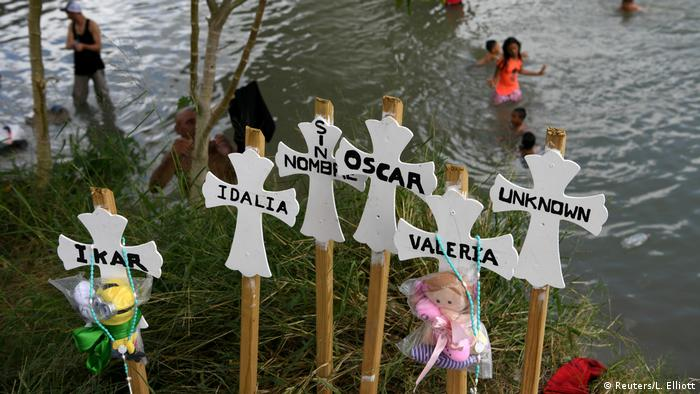 IKAR
IDALIA
SIN
NOMBRE
OSCAR
VALERIA
UNKNOWN
(c) Reuters/L. Elliott